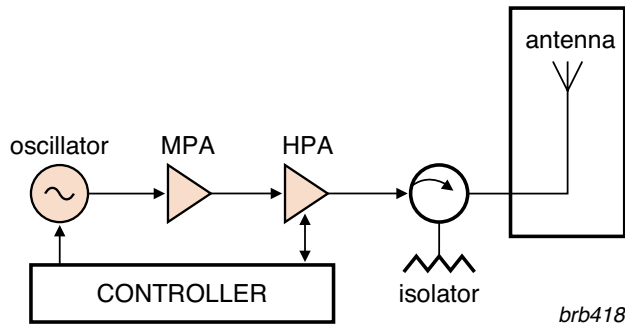 antenna
oscillator
MPA
HPA
CONTROLLER
isolator
brb418